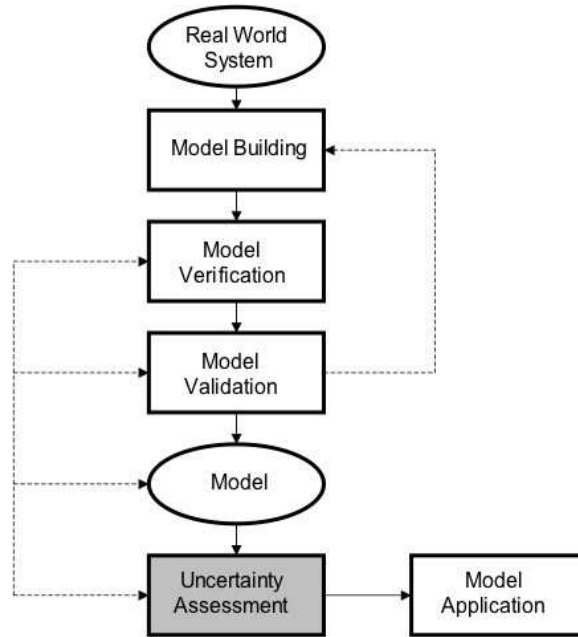 Real World
System
Model Building
Model
Verification
Model
Validation
Model
Uncertainty
Assessment
Model
Application